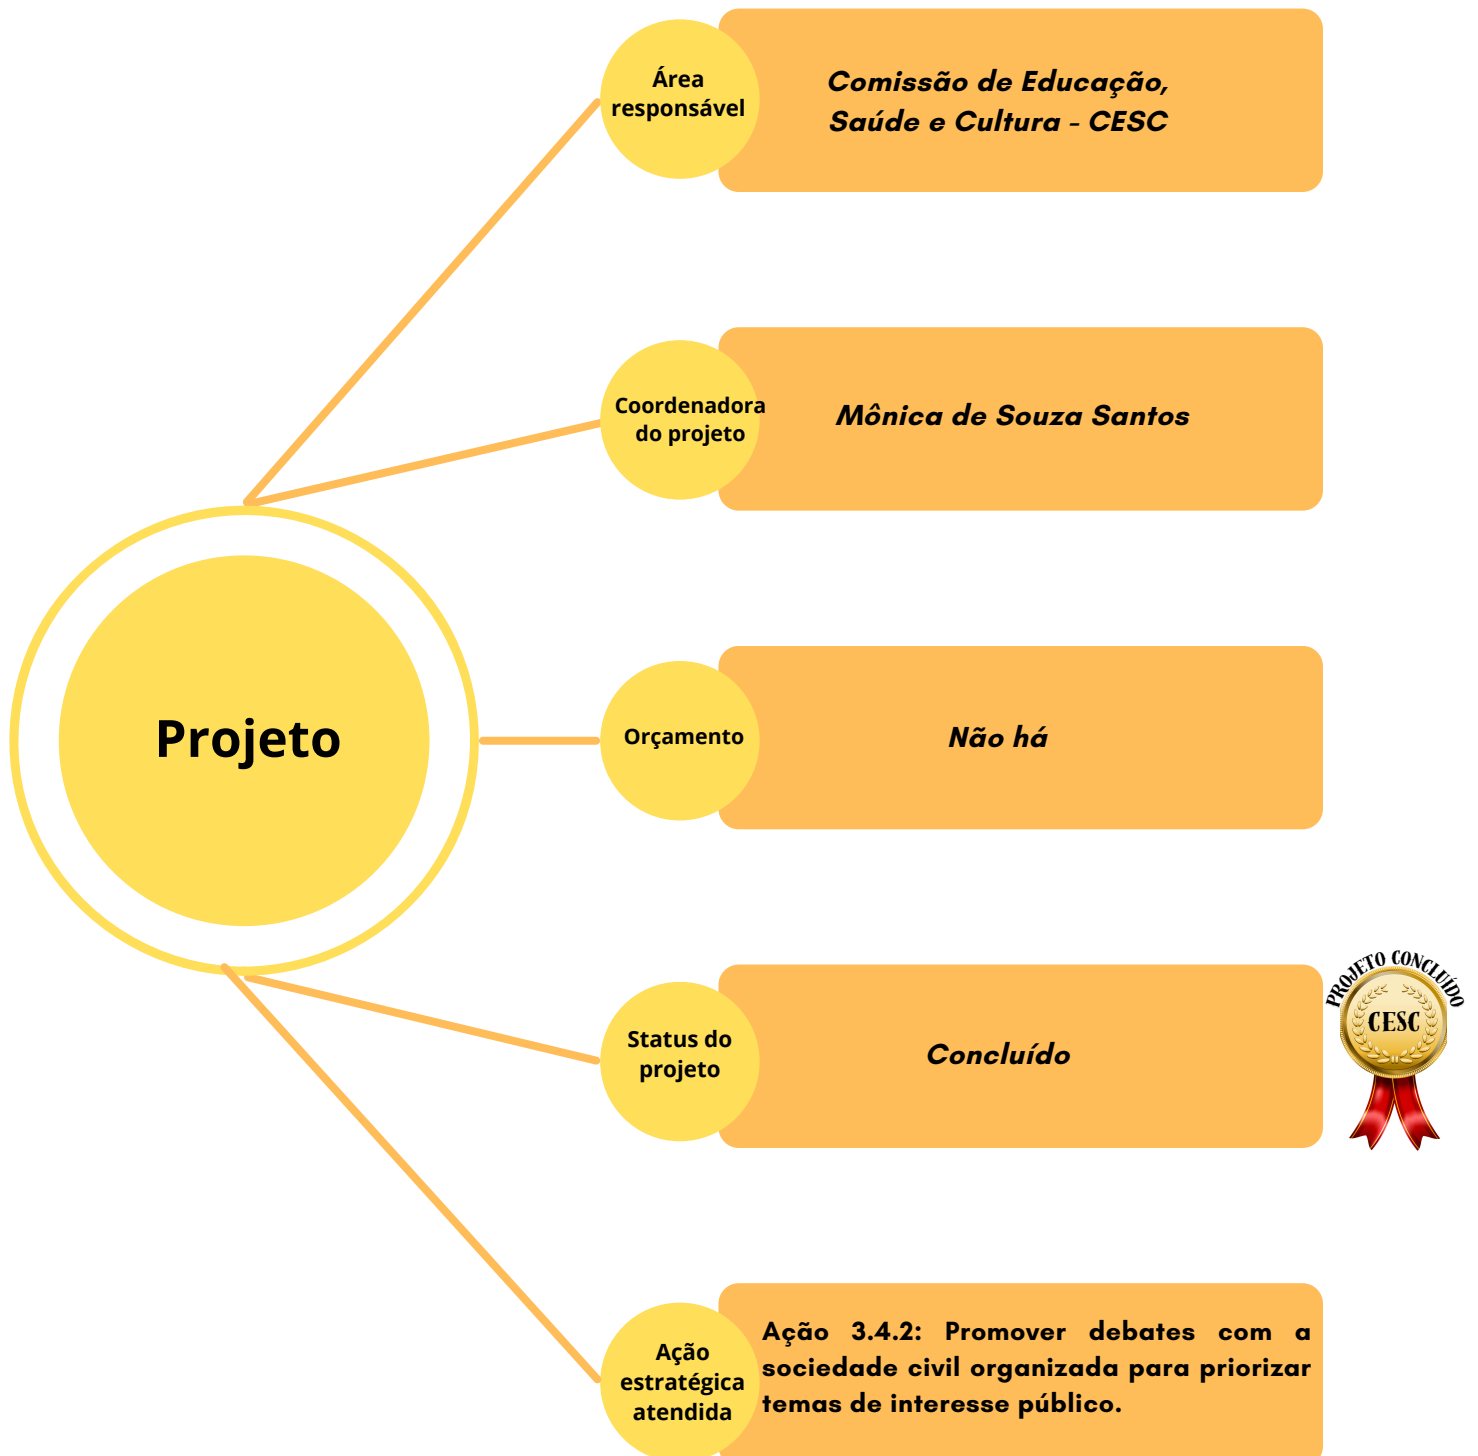 Área
responsável
Comissão de Educação,
Saúde e Cultura - CESC
Coordenadora
do projeto
Mônica de Souza Santos
Projeto
Orçamento
Não há
Status do
projeto
Concluído
PROJETO CONCLUÍDO
CESC
Ação
estratégica
atendida
Ação 3.4.2: Promover debates com a
sociedade civil organizada para priorizar
temas de interesse público.